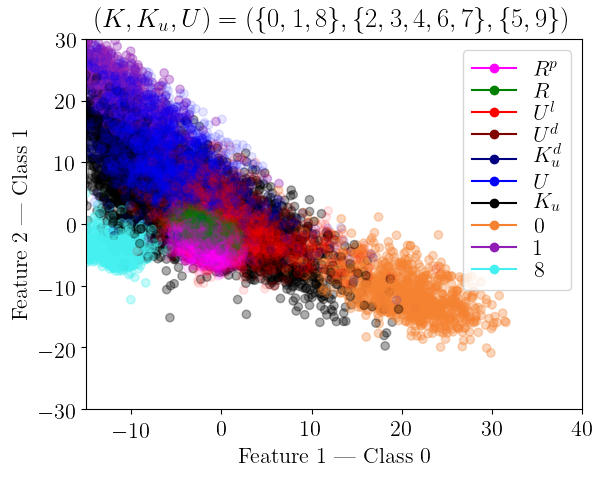 (K, K_u, U) = ({0, 1, 8}, {2, 3, 4, 6, 7}, {5, 9})
30
20
10
0
−10
−20
−30
−10
0
10
20
30
40
Feature 2 — Class 1
Feature 1 — Class 0
R^p
R
U^l
U^d
K_u^d
U
K_u
0
1
8